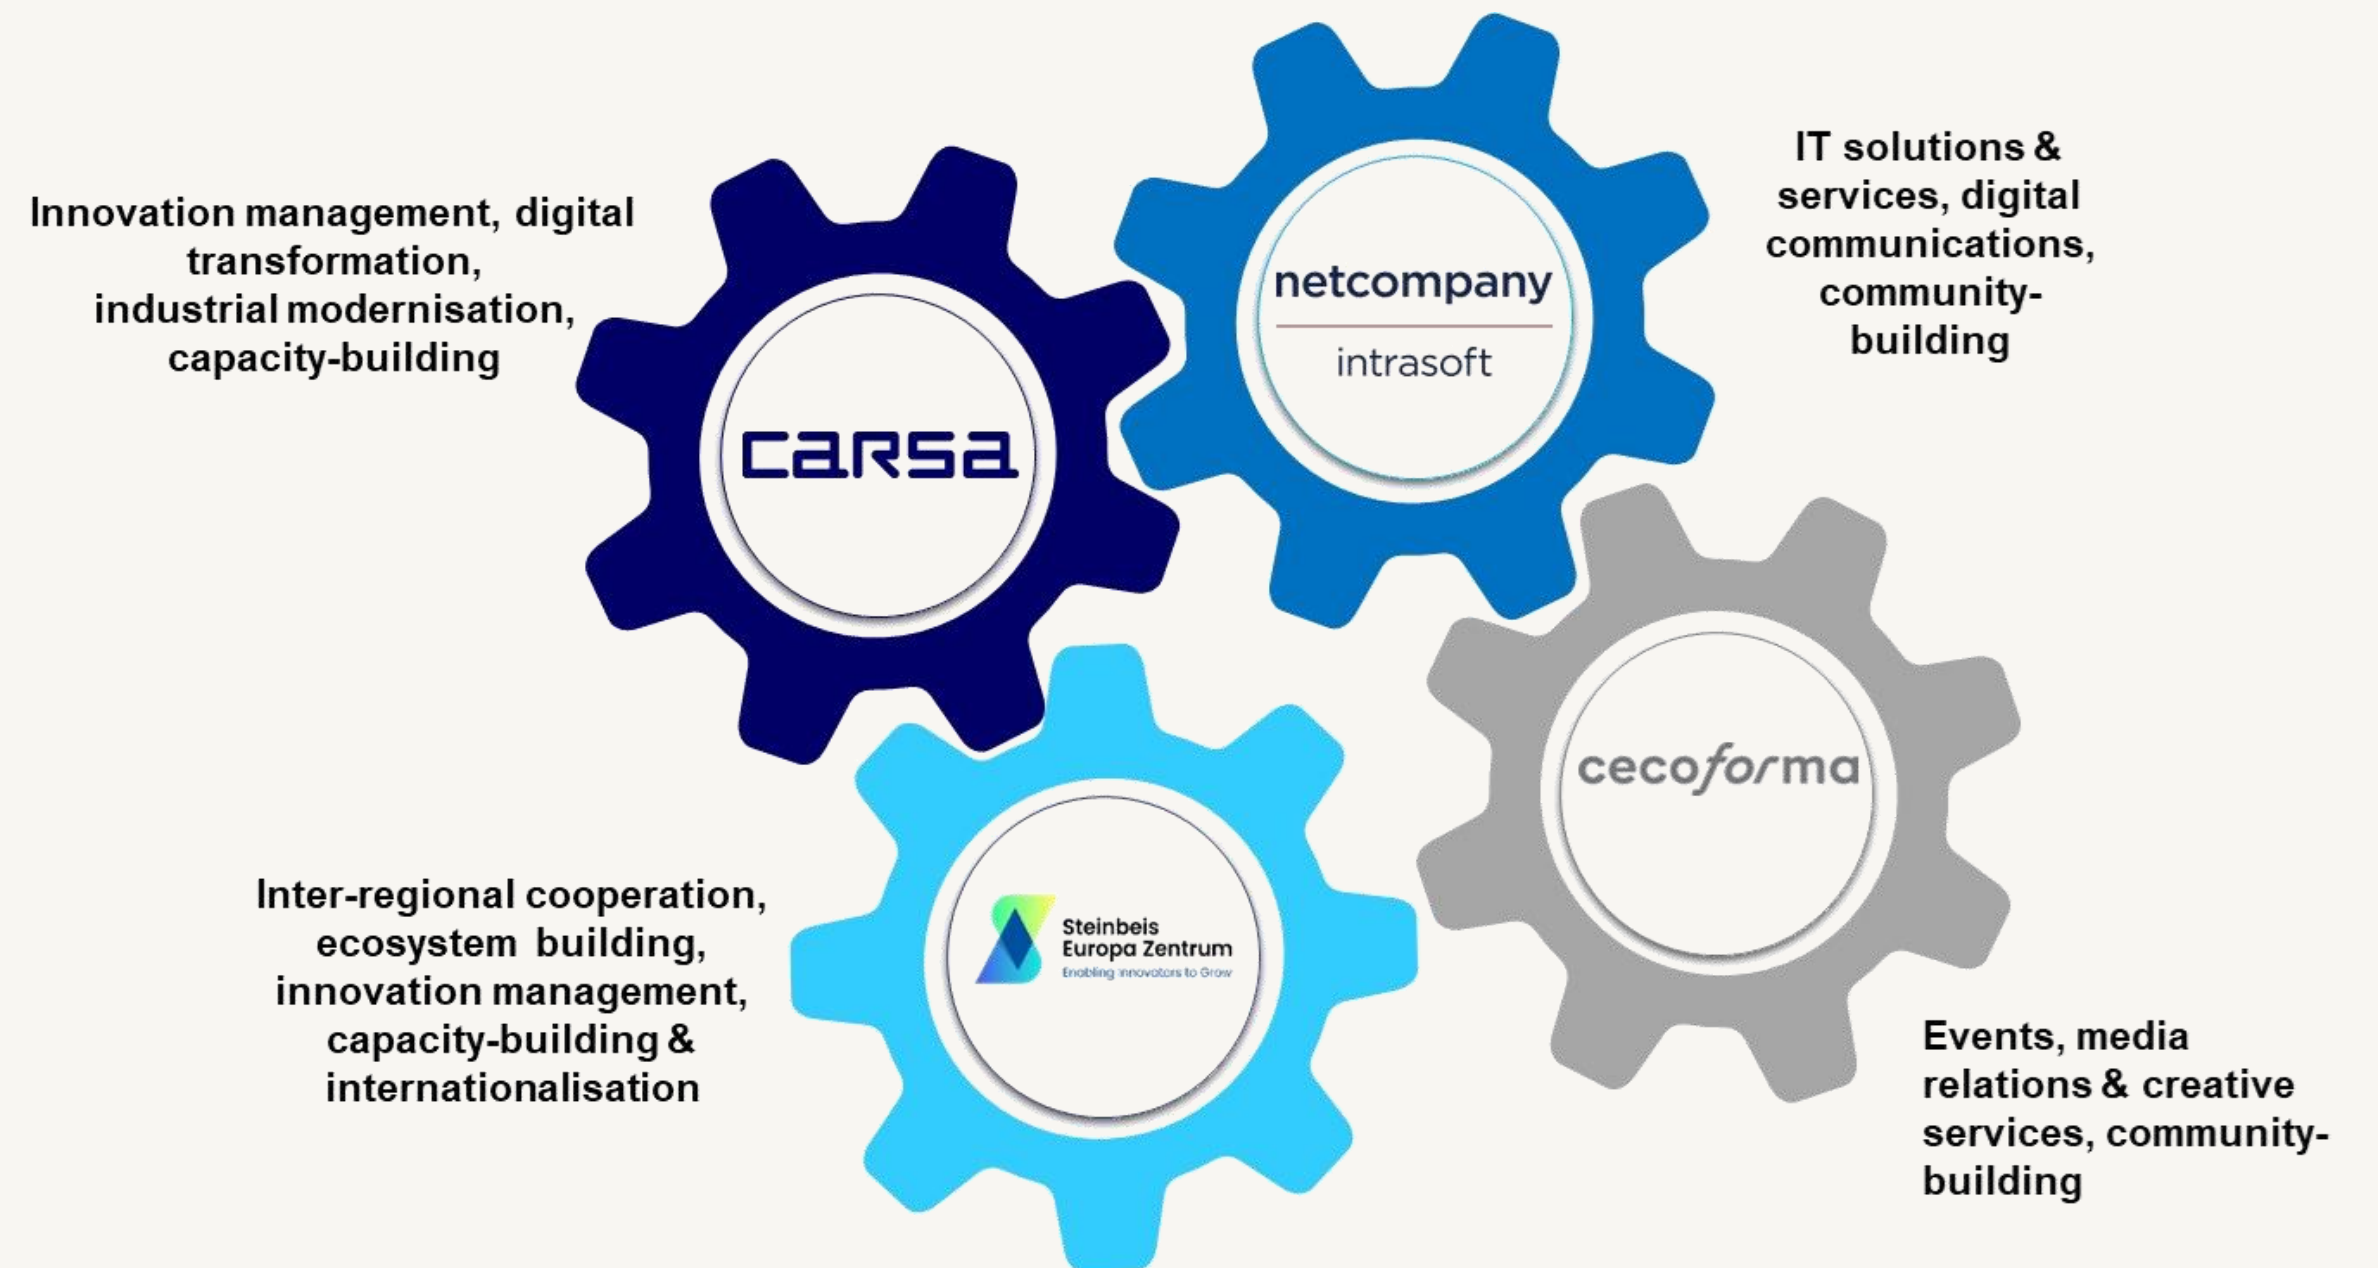 Innovation management, digital
transformation,
industrial modernisation,
capacity-building
carsa
netcompany
intrasoft
IT solutions &
services, digital
communications,
community-
building
cecoforma
Events, media
relations & creative
services, community-
building
Steinbeis
Europa Zentrum
Enabling Innovators to Grow
Inter-regional cooperation,
ecosystem building,
innovation management,
capacity-building &
internationalisation